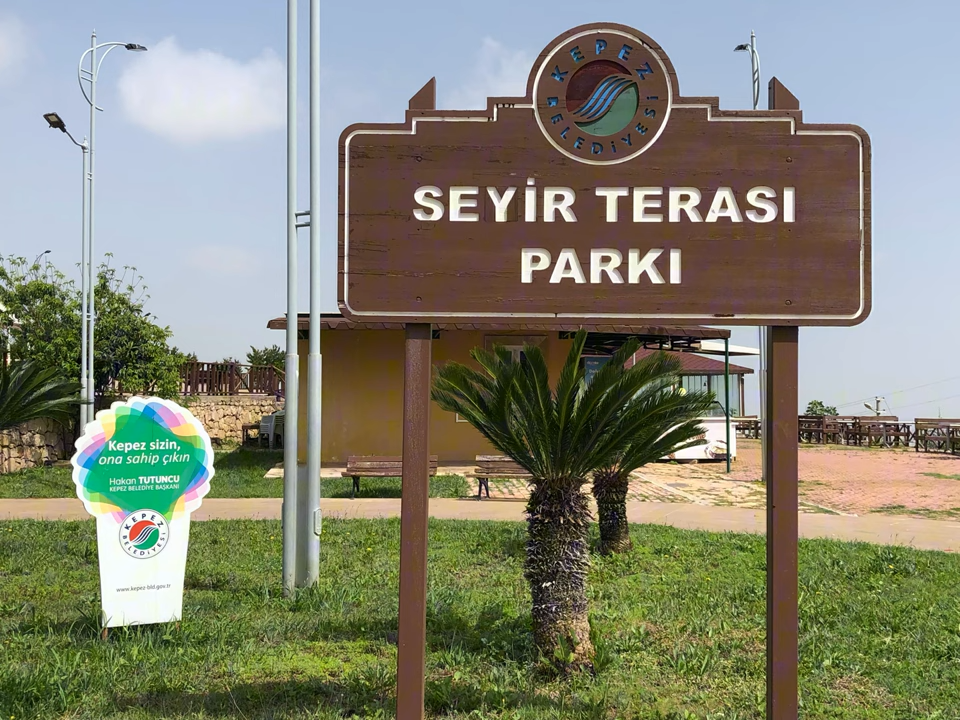 KEPEZ
BELEDİYESİ
SEYİR TERASI
PARKI
Kepez sizin,
ona sahip çıkın
Hakan TUTUNCU
KEPEZ BELEDİYE BAŞKANI
KEPEZ
BELEDİYESİ
www.kepez-bld.gov.tr